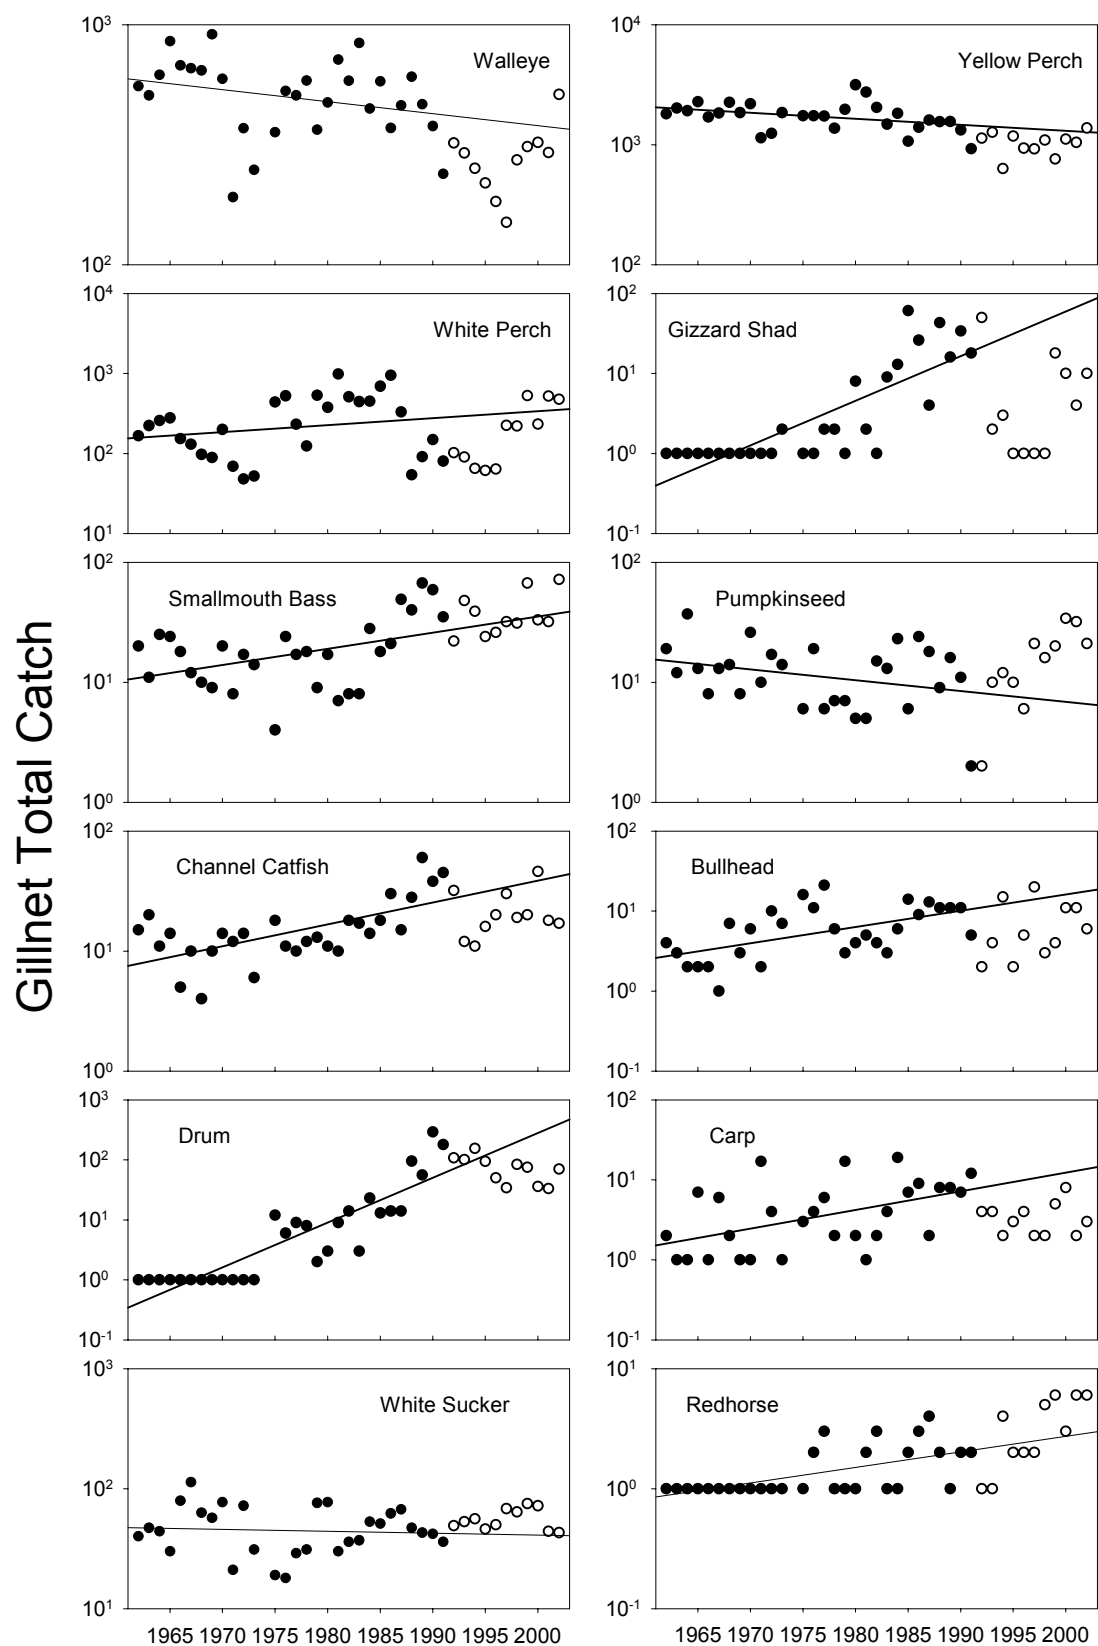 Gillnet Total Catch
10³
Walleye
10²
10⁴
Yellow Perch
10³
10²
10⁴
White Perch
10³
10²
10¹
10²
Gizzard Shad
10¹
10⁰
10⁻¹
10²
Smallmouth Bass
10¹
10⁰
10²
Pumpkinseed
10¹
10⁰
10²
Channel Catfish
10¹
10⁰
10²
Bullhead
10¹
10⁰
10⁻¹
10³
Drum
10²
10¹
10⁰
10⁻¹
10²
Carp
10¹
10⁰
10⁻¹
10³
White Sucker
10²
10¹
10¹
Redhorse
10⁰
10⁻¹
1965 1970 1975 1980 1985 1990 1995 2000
1965 1970 1975 1980 1985 1990 1995 2000